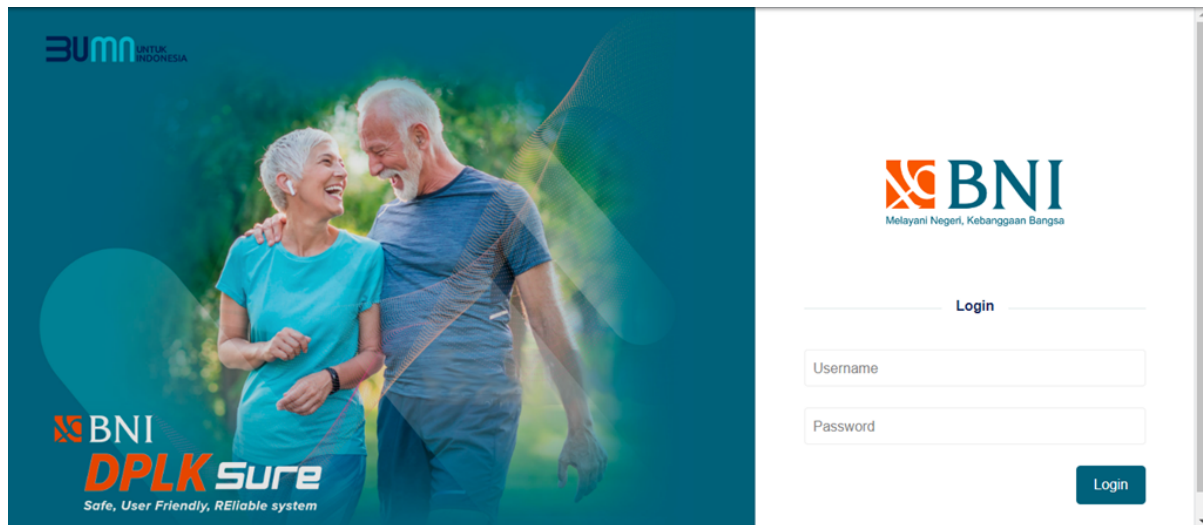 BUMN UNTUK
INDONESIA
BNI
DPLK Sure
Safe, User Friendly, REliable system
BNI
Melayani Negeri, Kebanggaan Bangsa
Login
Username
Password
Login